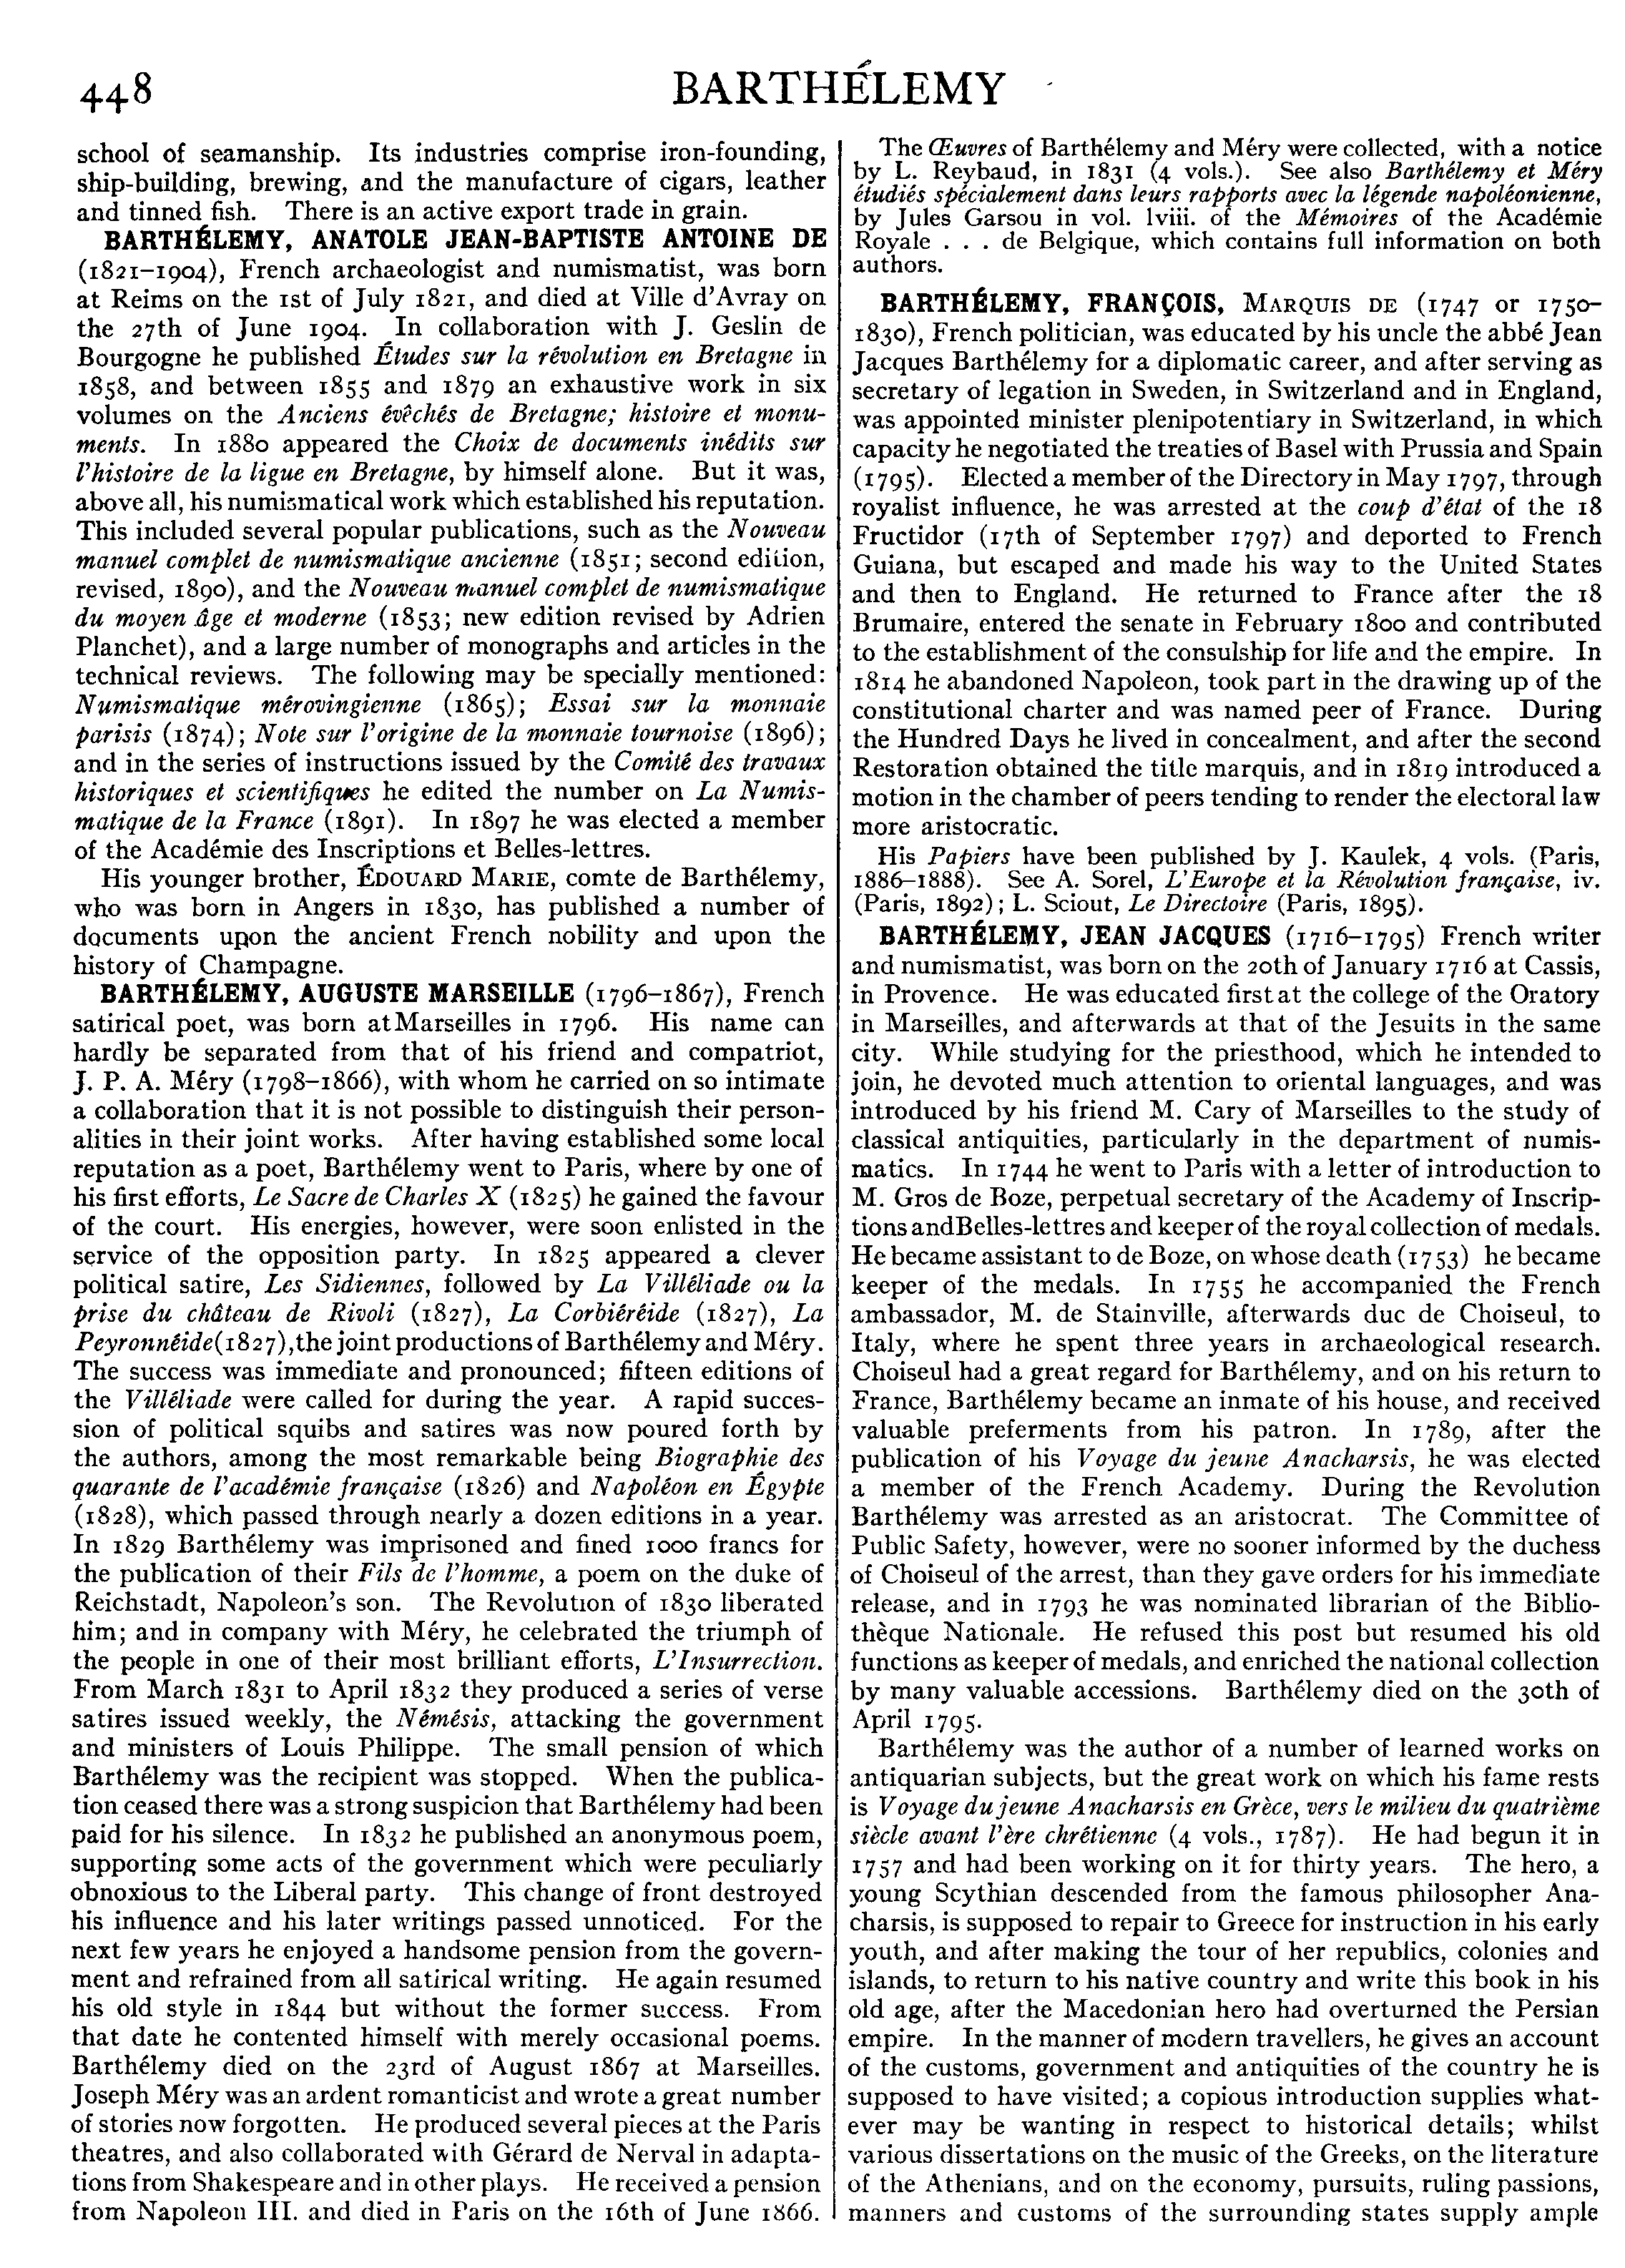 448
BARTHÉLEMY
school of seamanship. Its industries comprise iron-founding,
ship-building, brewing, and the manufacture of cigars, leather
and tinned fish. There is an active export trade in grain.
BARTHÉLEMY, ANATOLE JEAN-BAPTISTE ANTOINE DE
(1821–1904), French archaeologist and numismatist, was born
at Reims on the 1st of July 1821, and died at Ville d'Avray on
the 27th of June 1904. In collaboration with J. Geslin de
Bourgogne he published Études sur la révolution en Bretagne in
1858, and between 1855 and 1879 an exhaustive work in six
volumes on the Anciens évêchés de Bretagne; histoire et monu-
ments. In 1880 appeared the Choix de documents inédits sur
l'histoire de la ligue en Bretagne, by himself alone. But it was,
above all, his numismatical work which established his reputation.
This included several popular publications, such as the Nouveau
manuel complet de numismatique ancienne (1851; second edition,
revised, 1890), and the Nouveau manuel complet de numismatique
du moyen âge et moderne (1853; new edition revised by Adrien
Planchet), and a large number of monographs and articles in the
technical reviews. The following may be specially mentioned:
Numismatique mérovingienne (1865); Essai sur la monnaie
parisis (1874); Note sur l'origine de la monnaie tournoise (1896);
and in the series of instructions issued by the Comité des travaux
historiques et scientifiques he edited the number on La Numis-
matique de la France (1891). In 1897 he was elected a member
of the Académie des Inscriptions et Belles-lettres.
His younger brother, ÉDOUARD MARIE, comte de Barthélemy,
who was born in Angers in 1830, has published a number of
documents upon the ancient French nobility and upon the
history of Champagne.
BARTHÉLEMY, AUGUSTE MARSEILLE (1796–1867), French
satirical poet, was born at Marseilles in 1796. His name can
hardly be separated from that of his friend and compatriot,
J. P. A. Méry (1798–1866), with whom he carried on so intimate
a collaboration that it is not possible to distinguish their person-
alities in their joint works. After having established some local
reputation as a poet, Barthélemy went to Paris, where by one of
his first efforts, Le Sacre de Charles X (1825) he gained the favour
of the court. His energies, however, were soon enlisted in the
service of the opposition party. In 1825 appeared a clever
political satire, Les Sidiennes, followed by La Villéliade ou la
prise du château de Rivoli (1827), La Corbiéréide (1827), La
Peyronnéide (1827), the joint productions of Barthélemy and Méry.
The success was immediate and pronounced; fifteen editions of
the Villéliade were called for during the year. A rapid succes-
sion of political squibs and satires was now poured forth by
the authors, among the most remarkable being Biographie des
quarante de l'académie française (1826) and Napoléon en Égypte
(1828), which passed through nearly a dozen editions in a year.
In 1829 Barthélemy was imprisoned and fined 1000 francs for
the publication of their Fils de l'homme, a poem on the duke of
Reichstadt, Napoleon's son. The Revolution of 1830 liberated
him; and in company with Méry, he celebrated the triumph of
the people in one of their most brilliant efforts, L'Insurrection.
From March 1831 to April 1832 they produced a series of verse
satires issued weekly, the Némésis, attacking the government
and ministers of Louis Philippe. The small pension of which
Barthélemy was the recipient was stopped. When the publica-
tion ceased there was a strong suspicion that Barthélemy had been
paid for his silence. In 1832 he published an anonymous poem,
supporting some acts of the government which were peculiarly
obnoxious to the Liberal party. This change of front destroyed
his influence and his later writings passed unnoticed. For the
next few years he enjoyed a handsome pension from the govern-
ment and refrained from all satirical writing. He again resumed
his old style in 1844 but without the former success. From
that date he contented himself with merely occasional poems.
Barthélemy died on the 23rd of August 1867 at Marseilles.
Joseph Méry was an ardent romanticist and wrote a great number
of stories now forgotten. He produced several pieces at the Paris
theatres, and also collaborated with Gérard de Nerval in adapta-
tions from Shakespeare and in other plays. He received a pension
from Napoleon III. and died in Paris on the 16th of June 1866.
The Œuvres of Barthélemy and Méry were collected, with a notice
by L. Reybaud, in 1831 (4 vols.). See also Barthélemy et Méry
étudiés spécialement dans leurs rapports avec la légende napoléonienne,
by Jules Garsou in vol. lviii. of the Mémoires of the Académie
Royale . . . de Belgique, which contains full information on both
authors.
BARTHÉLEMY, FRANÇOIS, MARQUIS DE (1747 or 1750–
1830), French politician, was educated by his uncle the abbé Jean
Jacques Barthélemy for a diplomatic career, and after serving as
secretary of legation in Sweden, in Switzerland and in England,
was appointed minister plenipotentiary in Switzerland, in which
capacity he negotiated the treaties of Basel with Prussia and Spain
(1795). Elected a member of the Directory in May 1797, through
royalist influence, he was arrested at the coup d'état of the 18
Fructidor (17th of September 1797) and deported to French
Guiana, but escaped and made his way to the United States
and then to England. He returned to France after the 18
Brumaire, entered the senate in February 1800 and contributed
to the establishment of the consulship for life and the empire. In
1814 he abandoned Napoleon, took part in the drawing up of the
constitutional charter and was named peer of France. During
the Hundred Days he lived in concealment, and after the second
Restoration obtained the title marquis, and in 1819 introduced a
motion in the chamber of peers tending to render the electoral law
more aristocratic.
His Papiers have been published by J. Kaulek, 4 vols. (Paris,
1886–1888). See A. Sorel, L'Europe et la Révolution française, iv.
(Paris, 1892); L. Sciout, Le Directoire (Paris, 1895).
BARTHÉLEMY, JEAN JACQUES (1716–1795) French writer
and numismatist, was born on the 20th of January 1716 at Cassis,
in Provence. He was educated first at the college of the Oratory
in Marseilles, and afterwards at that of the Jesuits in the same
city. While studying for the priesthood, which he intended to
join, he devoted much attention to oriental languages, and was
introduced by his friend M. Cary of Marseilles to the study of
classical antiquities, particularly in the department of numis-
matics. In 1744 he went to Paris with a letter of introduction to
M. Gros de Boze, perpetual secretary of the Academy of Inscrip-
tions and Belles-lettres and keeper of the royal collection of medals.
He became assistant to de Boze, on whose death (1753) he became
keeper of the medals. In 1755 he accompanied the French
ambassador, M. de Stainville, afterwards duc de Choiseul, to
Italy, where he spent three years in archaeological research.
Choiseul had a great regard for Barthélemy, and on his return to
France, Barthélemy became an inmate of his house, and received
valuable preferments from his patron. In 1789, after the
publication of his Voyage du jeune Anacharsis, he was elected
a member of the French Academy. During the Revolution
Barthélemy was arrested as an aristocrat. The Committee of
Public Safety, however, were no sooner informed by the duchess
of Choiseul of the arrest, than they gave orders for his immediate
release, and in 1793 he was nominated librarian of the Biblio-
thèque Nationale. He refused this post but resumed his old
functions as keeper of medals, and enriched the national collection
by many valuable accessions. Barthélemy died on the 30th of
April 1795.
Barthélemy was the author of a number of learned works on
antiquarian subjects, but the great work on which his fame rests
is Voyage du jeune Anacharsis en Grèce, vers le milieu du quatrième
siècle avant l'ère chrétienne (4 vols., 1787). He had begun it in
1757 and had been working on it for thirty years. The hero, a
young Scythian descended from the famous philosopher Ana-
charsis, is supposed to repair to Greece for instruction in his early
youth, and after making the tour of her republics, colonies and
islands, to return to his native country and write this book in his
old age, after the Macedonian hero had overturned the Persian
empire. In the manner of modern travellers, he gives an account
of the customs, government and antiquities of the country he is
supposed to have visited; a copious introduction supplies what-
ever may be wanting in respect to historical details; whilst
various dissertations on the music of the Greeks, on the literature
of the Athenians, and on the economy, pursuits, ruling passions,
manners and customs of the surrounding states supply ample